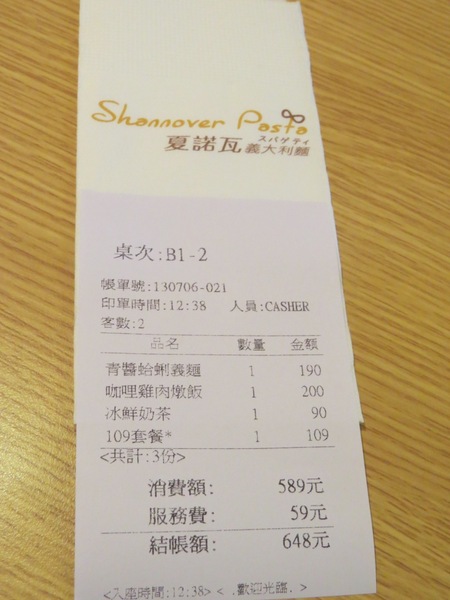 Shannover Pasta
スパゲティ
夏諾瓦義大利麵
桌次:B1-2
帳單號:130706-021
印單時間:12:38 人員:CASHER
客數:2
品名 數量 金額
青醬蛤蜊義麵 1 190
咖哩雞肉燉飯 1 200
冰鮮奶茶 1 90
109套餐* 1 109
<共計:3份>
消費額: 589元
服務費: 59元
結帳額: 648元
<入座時間:12:38> < .歡迎光臨. >